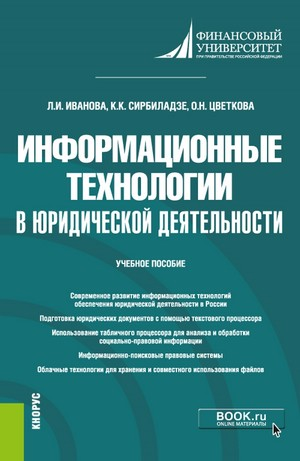 ФИНАНСОВЫЙ
УНИВЕРСИТЕТ
ПРИ ПРАВИТЕЛЬСТВЕ РОССИЙСКОЙ ФЕДЕРАЦИИ
Л.И. ИВАНОВА, К.К. СИРБИЛАДЗЕ, О.Н. ЦВЕТКОВА
ИНФОРМАЦИОННЫЕ
ТЕХНОЛОГИИ
В ЮРИДИЧЕСКОЙ ДЕЯТЕЛЬНОСТИ
УЧЕБНОЕ ПОСОБИЕ
Современное развитие информационных технологий
обеспечения юридической деятельности в России
Подготовка юридических документов с помощью текстового процессора
Использование табличного процессора для анализа и обработки
социально-правовой информации
Информационно-поисковые правовые системы
Облачные технологии для хранения и совместного использования файлов
КНОРУС
BOOK.ru
ONLINE МАТЕРИАЛЫ